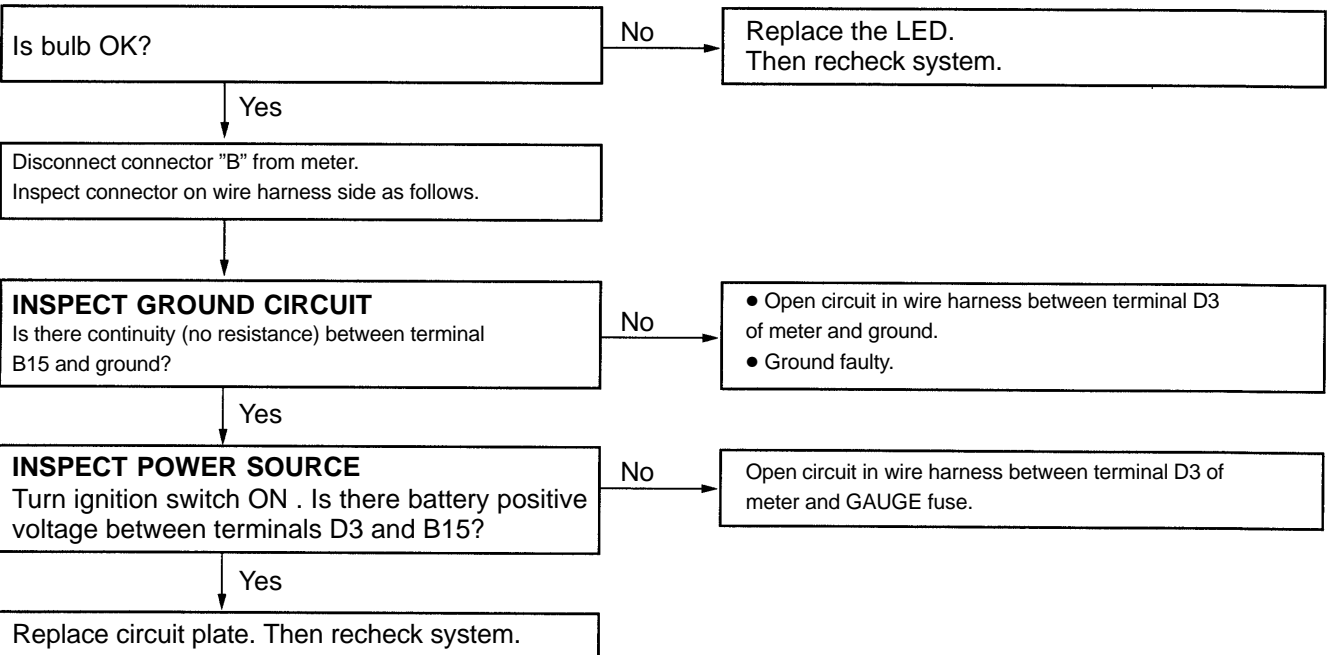 Is bulb OK?
No
Replace the LED.
Then recheck system.
Yes
Disconnect connector ”B” from meter.
Inspect connector on wire harness side as follows.
INSPECT GROUND CIRCUIT
Is there continuity (no resistance) between terminal
B15 and ground?
No
● Open circuit in wire harness between terminal D3
of meter and ground.
● Ground faulty.
Yes
INSPECT POWER SOURCE
Turn ignition switch ON . Is there battery positive
voltage between terminals D3 and B15?
No
Open circuit in wire harness between terminal D3 of
meter and GAUGE fuse.
Yes
Replace circuit plate. Then recheck system.